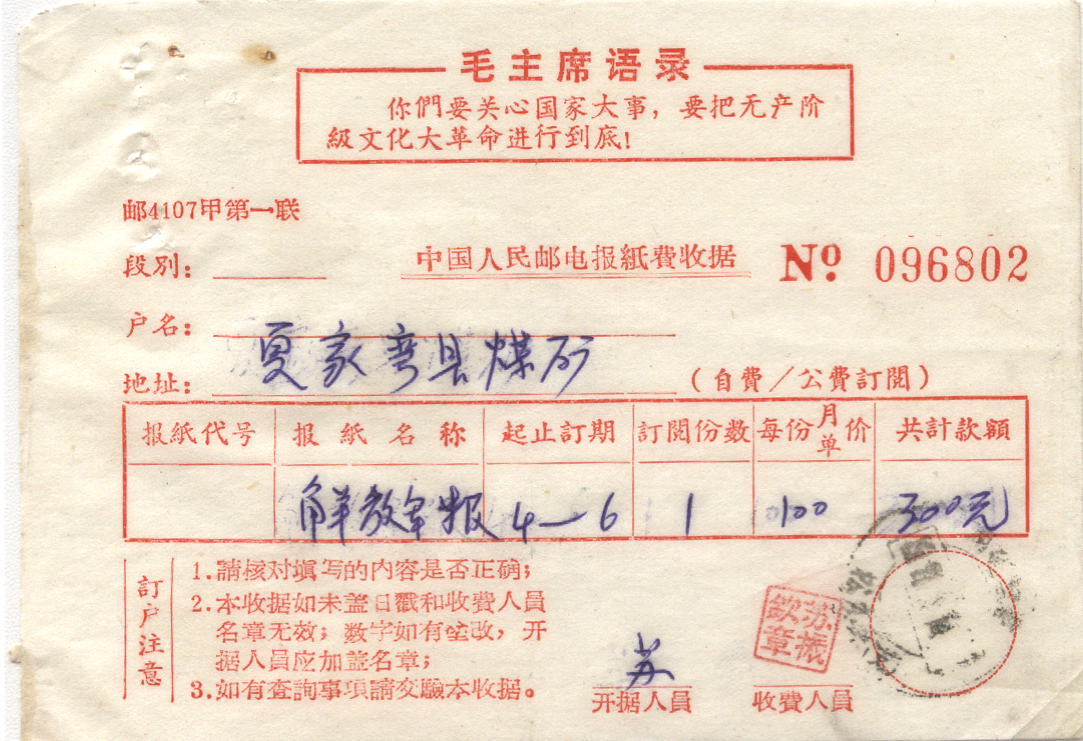 毛主席语录
你們要关心国家大事，要把无产阶
級文化大革命进行到底！
邮4107甲第一联
段別：
中国人民邮电报紙費收据 Nº 096802
户名：
夏家弯县煤矿
地址：
（自費／公費訂閱）
报紙代号 报紙名称 起止訂期 訂閱份数 每份月单价 共計款額
解放军报 4—6 1 100 300元
訂户注意
1.請核对填写的内容是否正确；
2.本收据如未盖日戳和收費人員
名章无效；数字如有塗改，开
据人員应加盖名章；
3.如有查詢事項請交驗本收据。
苏
开据人員
苏振欽章
收費人員